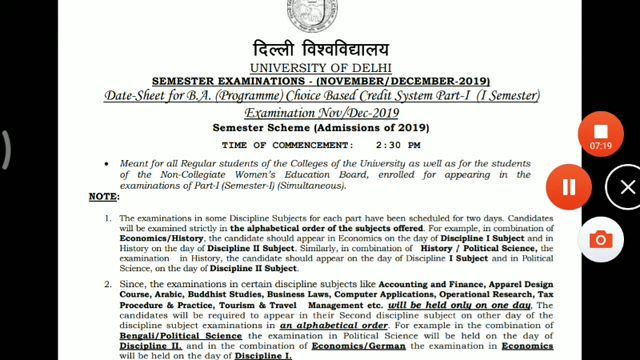 दिल्ली विश्वविद्यालय
UNIVERSITY OF DELHI
SEMESTER EXAMINATIONS - (NOVEMBER/DECEMBER-2019)
Date-Sheet for B.A. (Programme) Choice Based Credit System Part-I (I Semester)
Examination Nov/Dec-2019
Semester Scheme (Admissions of 2019)
TIME OF COMMENCEMENT: 2:30 PM
• Meant for all Regular students of the Colleges of the University as well as for the students
of the Non-Collegiate Women's Education Board, enrolled for appearing in the
examinations of Part-I (Semester-I) (Simultaneous).
NOTE:
1. The examinations in some Discipline Subjects for each part have been scheduled for two days. Candidates
will be examined strictly in the alphabetical order of the subjects offered. For example, in combination of
Economics/History, the candidate should appear in Economics on the day of Discipline I Subject and in
History on the day of Discipline II Subject. Similarly, in combination of History / Political Science, the
examination in History, the candidate should appear on the day of Discipline I Subject and in Political
Science, on the day of Discipline II Subject.
2. Since, the examinations in certain discipline subjects like Accounting and Finance, Apparel Design
Course, Arabic, Buddhist Studies, Business Laws, Computer Applications, Operational Research, Tax
Procedure & Practice, Tourism & Travel Management etc. will be held only on one day. The
candidates will be required to appear in their Second discipline subject on other day of the
discipline subject examinations in an alphabetical order. For example in the combination of
Bengali/Political Science the examination in Political Science will be held on the day of
Discipline II. and in the combination of Economics/German the examination in Economics
will be held on the day of Discipline I.
07:19